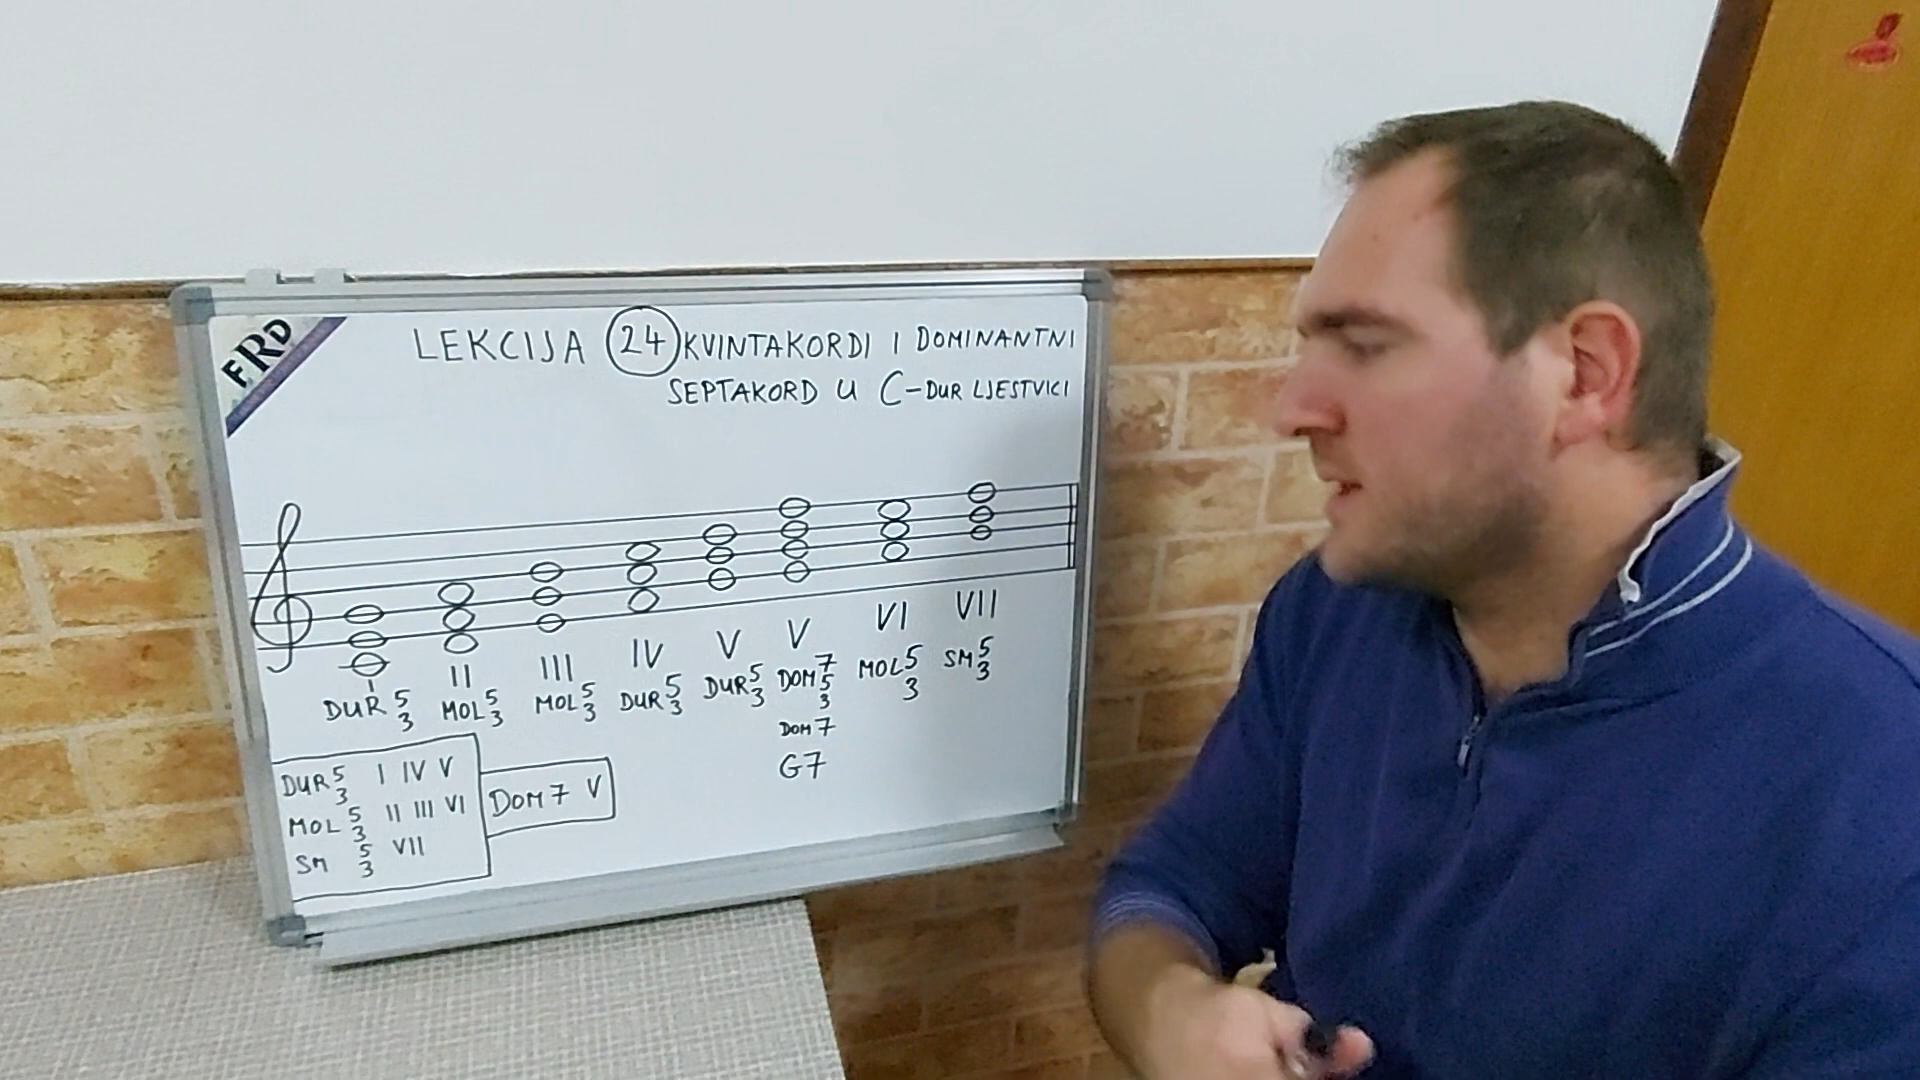 FRD
LEKCIJA 24 KVINTAKORDI I DOMINANTNI
SEPTAKORD U C-DUR LJESTVICI
I II III IV V V VI VII
DUR 5 3 MOL 5 3 MOL 5 3 DUR 5 3 DUR 5 3 DOM 7 5 3 MOL 5 3 SM 5 3
DOM 7
G7
DUR 5 3 I IV V
MOL 5 3 II III VI
SM 5 3 VII
DOM 7 V